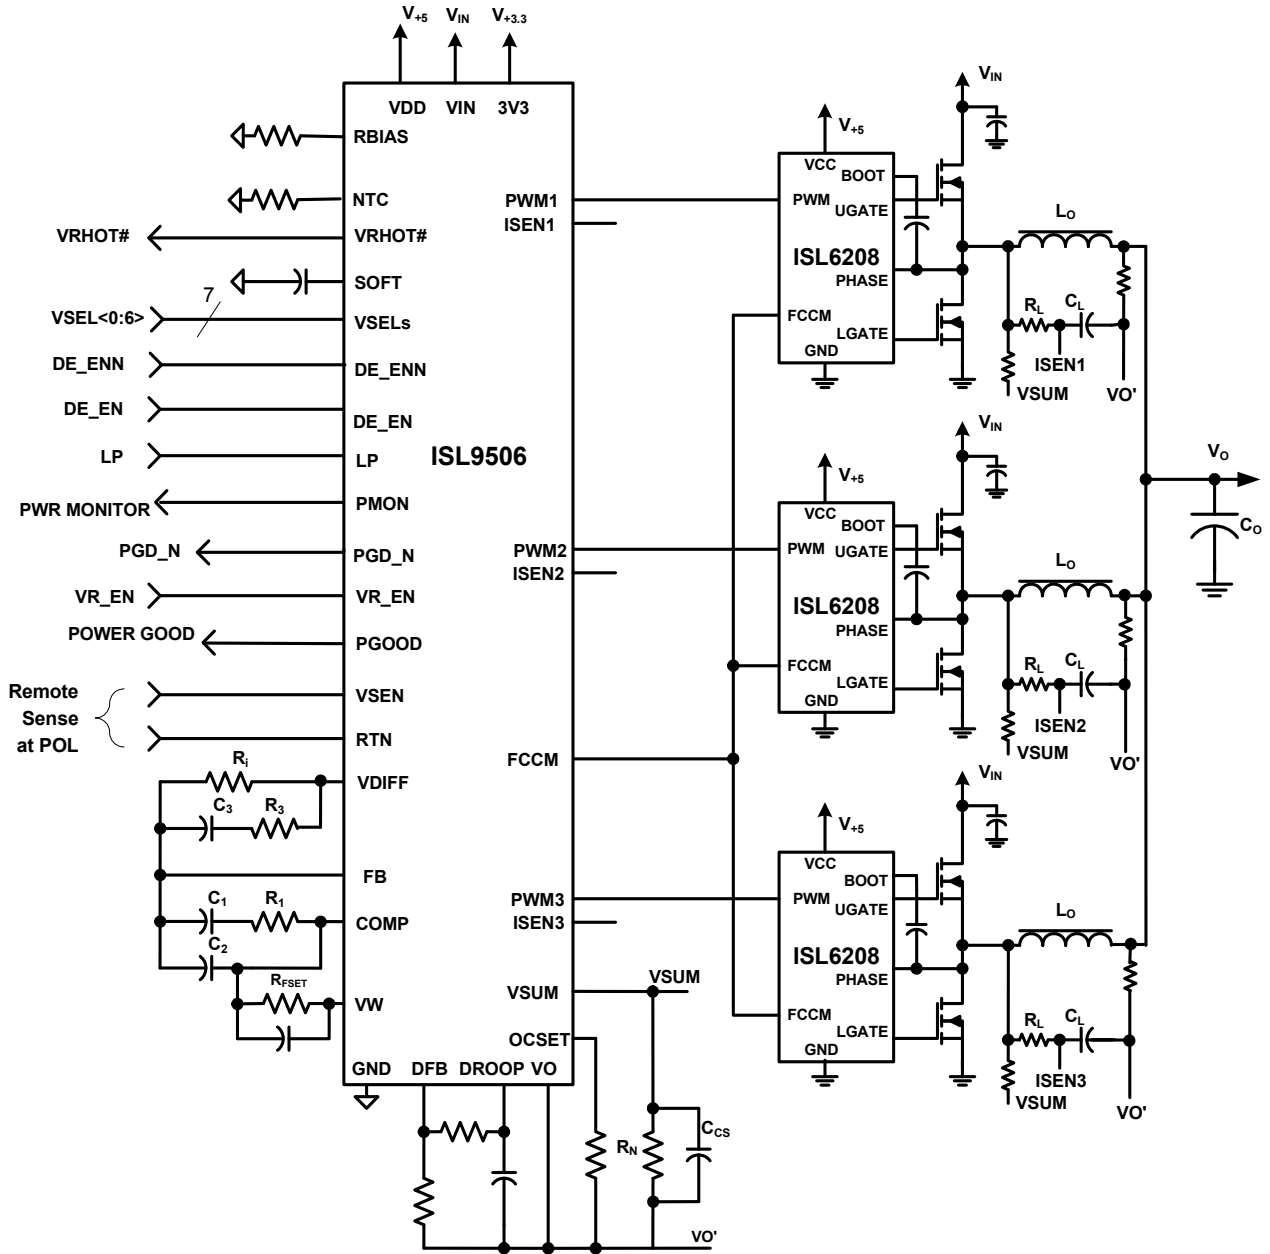 V+5
VIN
V+3.3
VDD
VIN
3V3
RBIAS
NTC
VRHOT#
VRHOT#
SOFT
7
VSEL<0:6>
VSELs
DE_ENN
DE_ENN
DE_EN
DE_EN
LP
LP
PWR MONITOR
PMON
PGD_N
PGD_N
VR_EN
VR_EN
POWER GOOD
PGOOD
Remote
Sense
at POL
VSEN
RTN
Ri
VDIFF
C3
R3
FB
C1
R1
COMP
C2
RFSET
VW
GND
DFB
DROOP
VO
ISL9506
PWM1
ISEN1
PWM2
ISEN2
FCCM
PWM3
ISEN3
VSUM
VSUM
OCSET
RN
CCS
VO'
VIN
V+5
VCC
BOOT
PWM
UGATE
ISL6208
PHASE
FCCM
LGATE
GND
LO
RL
CL
ISEN1
VSUM
VO'
VIN
V+5
VCC
BOOT
PWM
UGATE
ISL6208
PHASE
FCCM
LGATE
GND
LO
RL
CL
ISEN2
VSUM
VO'
VO
CO
VIN
V+5
VCC
BOOT
PWM
UGATE
ISL6208
PHASE
FCCM
LGATE
GND
LO
RL
CL
ISEN3
VSUM
VO'